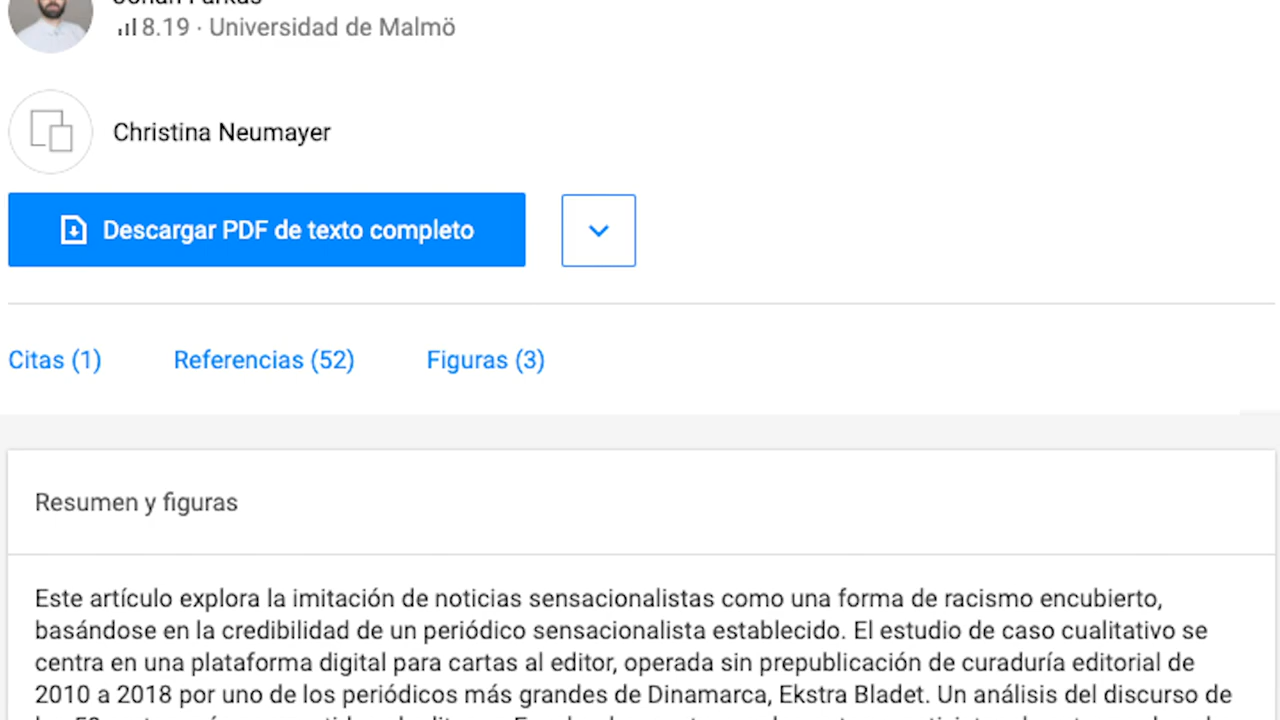 Johan Farkas
8.19 · Universidad de Malmö
Christina Neumayer
Descargar PDF de texto completo
Citas (1)
Referencias (52)
Figuras (3)
Resumen y figuras
Este artículo explora la imitación de noticias sensacionalistas como una forma de racismo encubierto,
basándose en la credibilidad de un periódico sensacionalista establecido. El estudio de caso cualitativo se
centra en una plataforma digital para cartas al editor, operada sin prepublicación de curaduría editorial de
2010 a 2018 por uno de los periódicos más grandes de Dinamarca, Ekstra Bladet. Un análisis del discurso de